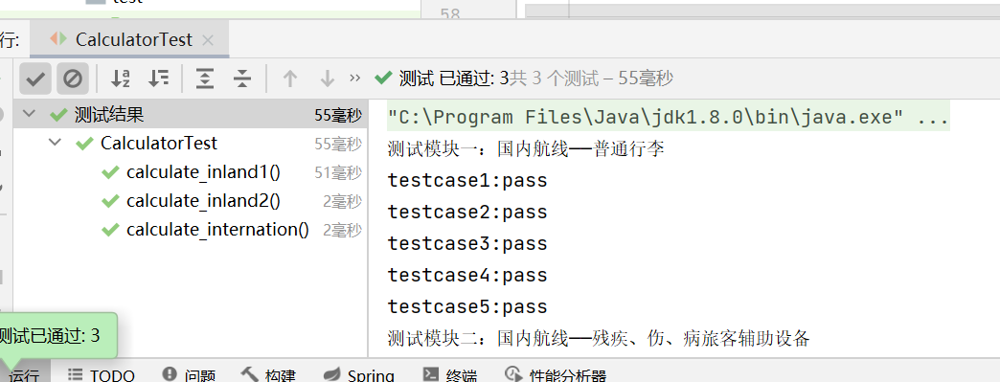 test
58
行:
CalculatorTest
测试 已通过: 3共 3 个测试 – 55毫秒
测试结果 55毫秒
CalculatorTest 55毫秒
calculate_inland1() 51毫秒
calculate_inland2() 2毫秒
calculate_internation() 2毫秒
"C:\Program Files\Java\jdk1.8.0\bin\java.exe" ...
测试模块一: 国内航线——普通行李
testcase1:pass
testcase2:pass
testcase3:pass
testcase4:pass
testcase5:pass
测试模块二: 国内航线——残疾、伤、病旅客辅助设备
测试已通过: 3
运行 TODO 问题 构建 Spring 终端 性能分析器